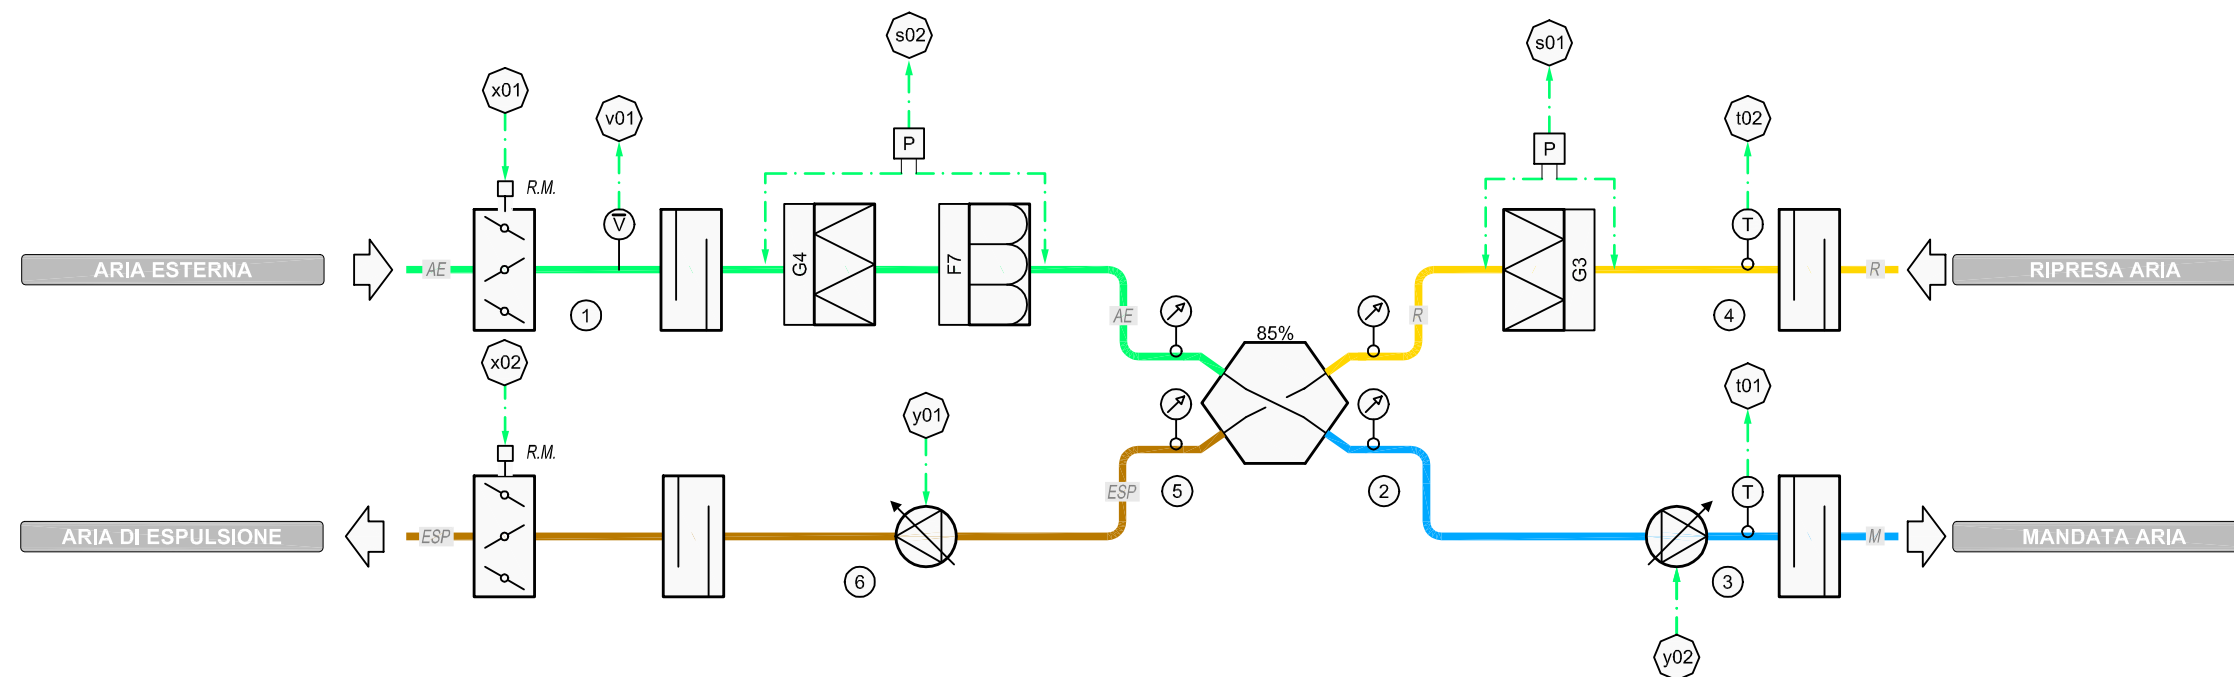 s02
s01
x01
v01
t02
P
P
R.M.
V
T
G4
F7
G3
ARIA ESTERNA
AE
R
RIPRESA ARIA
1
AE
R
4
85%
x02
t01
y01
R.M.
ESP
5
2
T
ARIA DI ESPULSIONE
ESP
M
MANDATA ARIA
6
3
y02